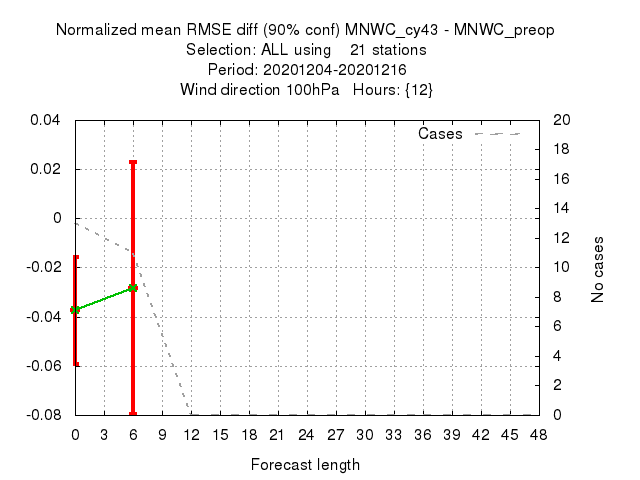 Normalized mean RMSE diff (90% conf) MNWC_cy43 - MNWC_preop
Selection: ALL using    21 stations
Period: 20201204-20201216
Wind direction 100hPa   Hours: {12}
0.04
0.02
0
-0.02
-0.04
-0.06
-0.08
Cases
20
18
16
14
12
10
8
6
4
2
0
No cases
0 3 6 9 12 15 18 21 24 27 30 33 36 39 42 45 48
Forecast length